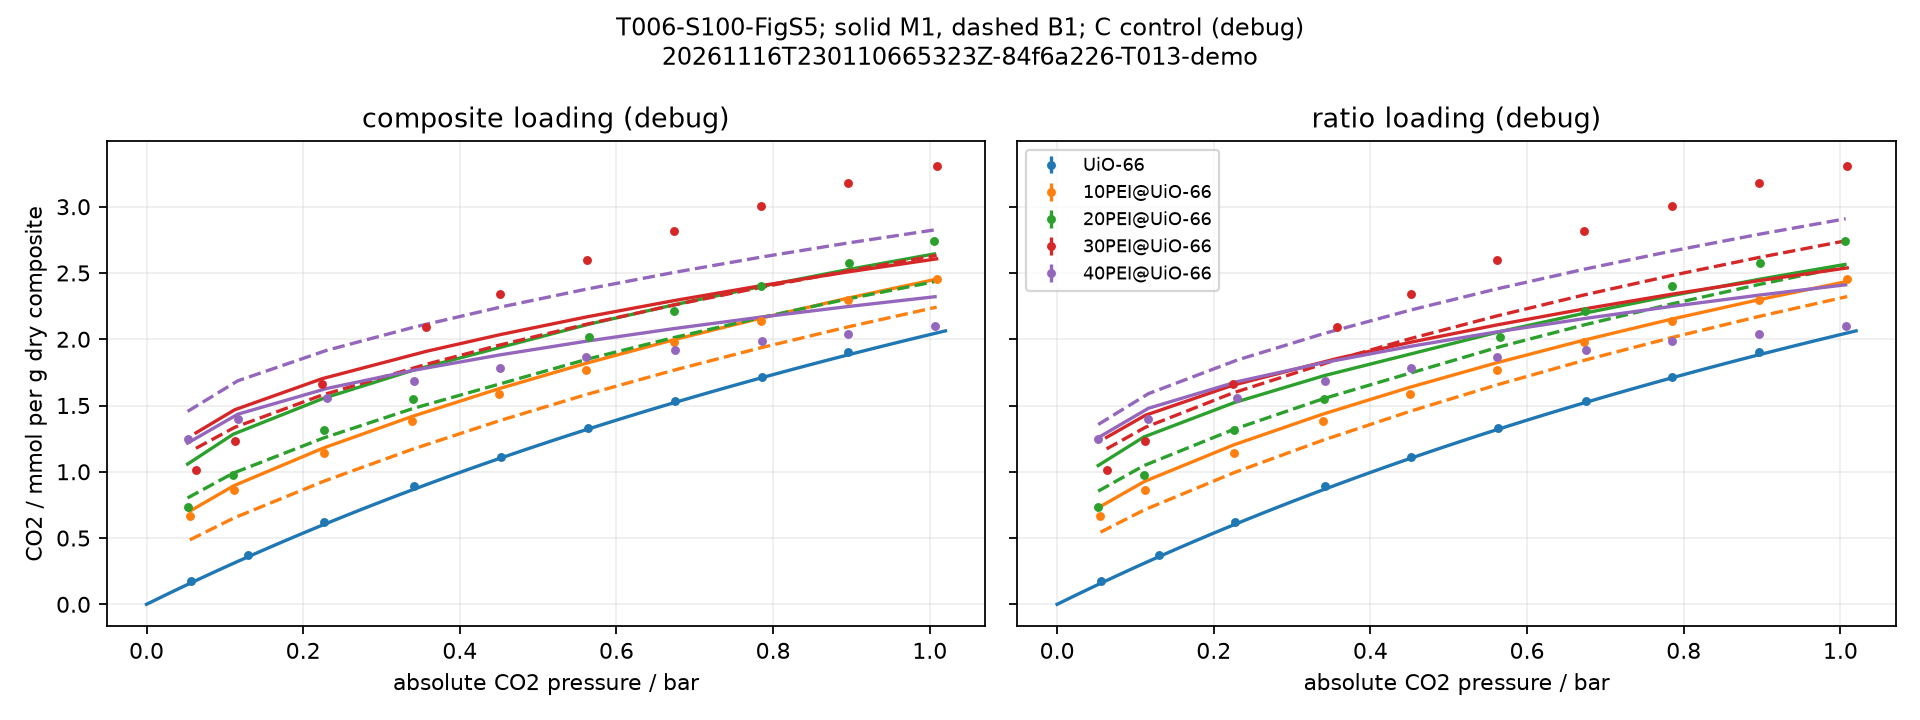 T006-S100-FigS5; solid M1, dashed B1; C control (debug)
20261116T230110665323Z-84f6a226-T013-demo
composite loading (debug)
CO2 / mmol per g dry composite
3.0
2.5
2.0
1.5
1.0
0.5
0.0
0.0 0.2 0.4 0.6 0.8 1.0
absolute CO2 pressure / bar
ratio loading (debug)
UiO-66
10PEI@UiO-66
20PEI@UiO-66
30PEI@UiO-66
40PEI@UiO-66
0.0 0.2 0.4 0.6 0.8 1.0
absolute CO2 pressure / bar